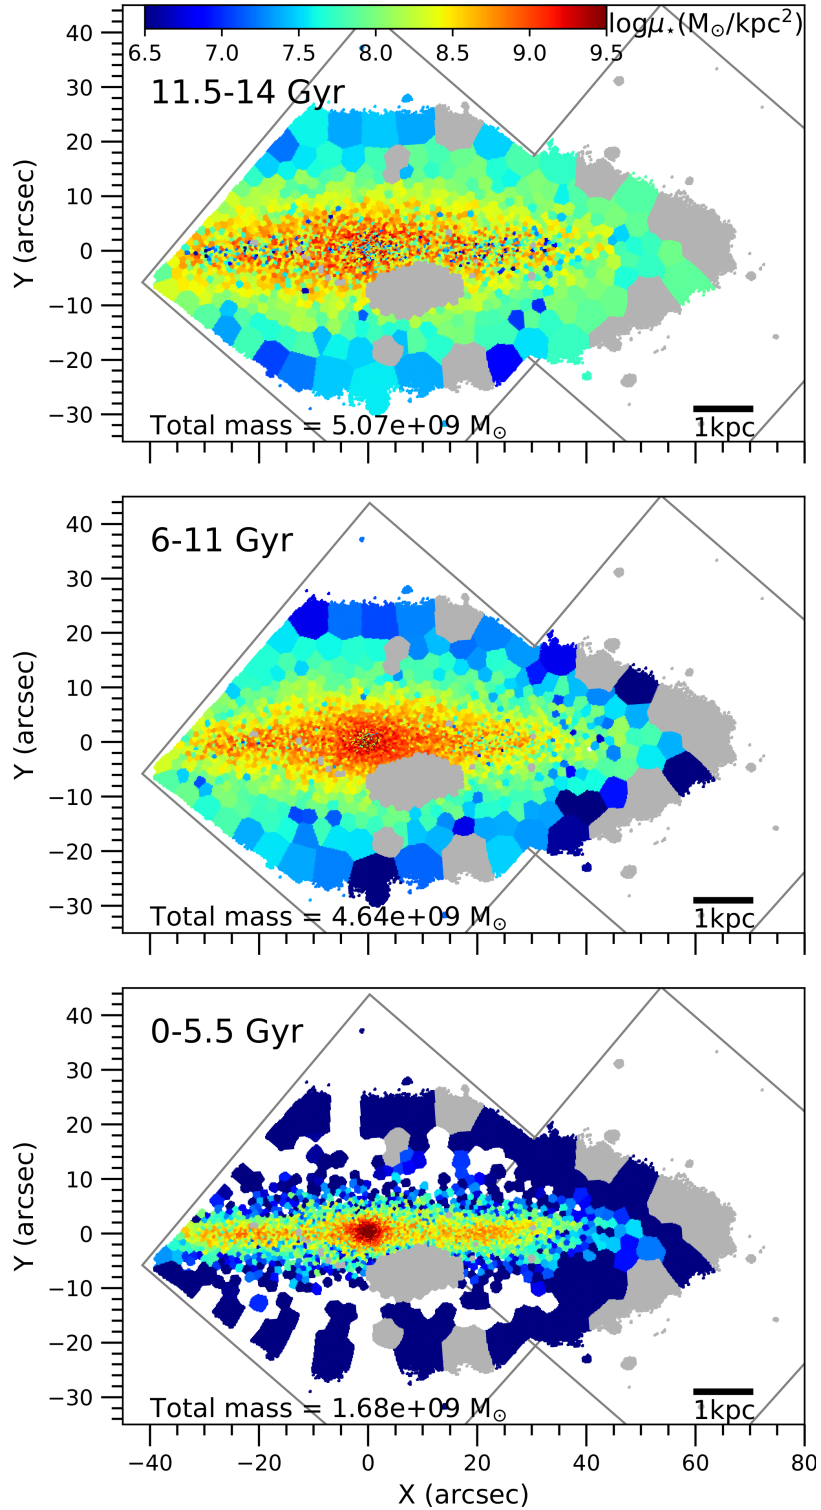 6.5 7.0 7.5 8.0 8.5 9.0 9.5 logμ⋆(M⊙/kpc²)
11.5-14 Gyr
Y (arcsec)
40
30
20
10
0
−10
−20
−30
Total mass = 5.07e+09 M⊙
1kpc
6-11 Gyr
Y (arcsec)
40
30
20
10
0
−10
−20
−30
Total mass = 4.64e+09 M⊙
1kpc
0-5.5 Gyr
Y (arcsec)
40
30
20
10
0
−10
−20
−30
Total mass = 1.68e+09 M⊙
1kpc
−40 −20 0 20 40 60 80
X (arcsec)